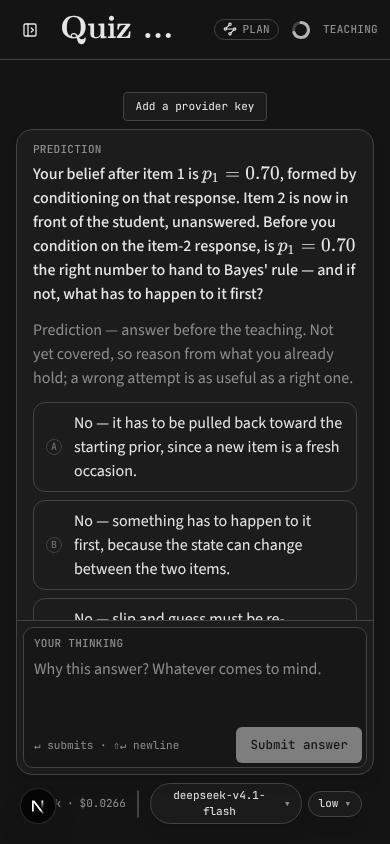 Quiz ...
PLAN
TEACHING
Add a provider key
PREDICTION
Your belief after item 1 is p₁ = 0.70, formed by
conditioning on that response. Item 2 is now in
front of the student, unanswered. Before you
condition on the item-2 response, is p₁ = 0.70
the right number to hand to Bayes' rule — and if
not, what has to happen to it first?
Prediction — answer before the teaching. Not
yet covered, so reason from what you already
hold; a wrong attempt is as useful as a right one.
A
No — it has to be pulled back toward the
starting prior, since a new item is a fresh
occasion.
B
No — something has to happen to it
first, because the state can change
between the two items.
No — slip and guess must be re-
YOUR THINKING
Why this answer? Whatever comes to mind.
↵ submits · ⇧↵ newline
Submit answer
N
k · $0.0266
deepseek-v4.1-
flash
low